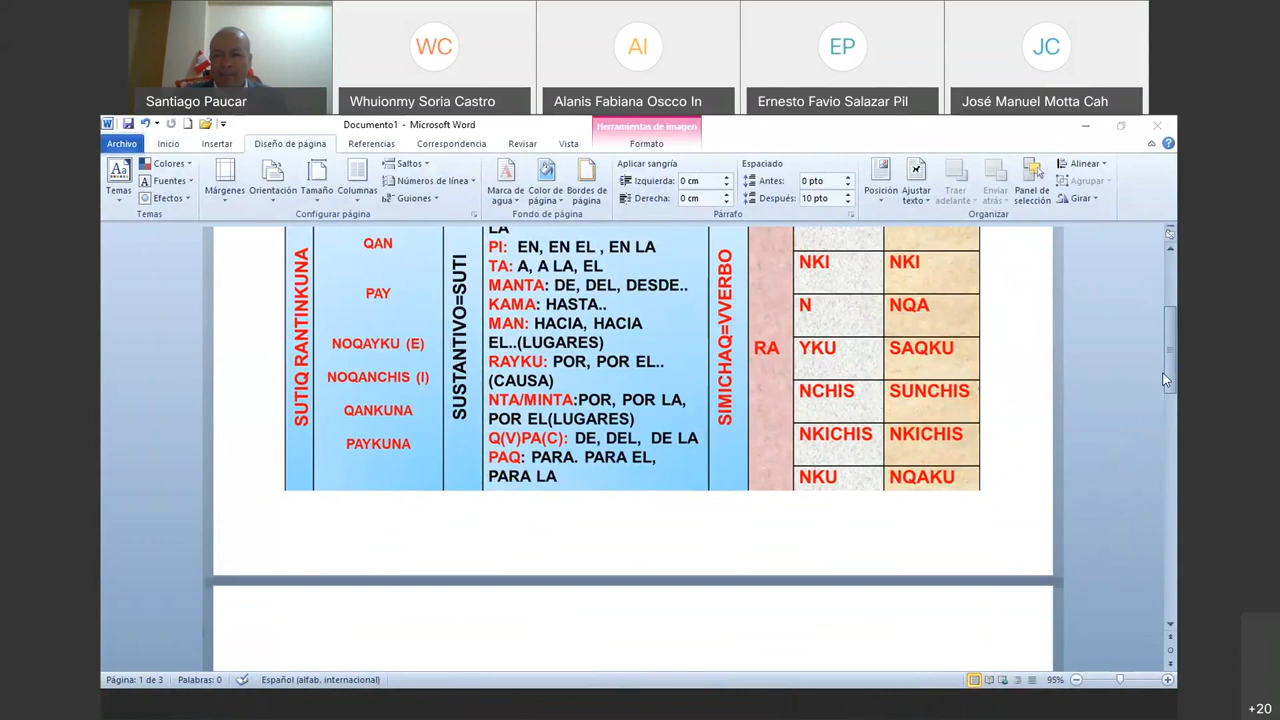 WC
AI
EP
JC
Santiago Paucar
Whuionmy Soria Castro
Alanis Fabiana Oscco In
Ernesto Favio Salazar Pil
José Manuel Motta Cah
Documento1 - Microsoft Word
Herramientas de imagen
Archivo
Inicio
Insertar
Diseño de página
Referencias
Correspondencia
Revisar
Vista
Formato
Temas
Colores
Fuentes
Efectos
Temas
Márgenes
Orientación
Tamaño
Columnas
Saltos
Números de línea
Guiones
Configurar página
Marca de agua
Color de página
Bordes de página
Fondo de página
Aplicar sangría
Izquierda: 0 cm
Derecha: 0 cm
Espaciado
Antes: 0 pto
Después: 10 pto
Párrafo
Posición
Ajustar texto
Traer adelante
Enviar atrás
Panel de selección
Alinear
Agrupar
Girar
Organizar
SUTIQ RANTINKUNA
QAN
PAY
NOQAYKU (E)
NOQANCHIS (I)
QANKUNA
PAYKUNA
SUSTANTIVO=SUTI
LA
PI: EN, EN EL , EN LA
TA: A, A LA, EL
MANTA: DE, DEL, DESDE..
KAMA: HASTA..
MAN: HACIA, HACIA
EL..(LUGARES)
RAYKU: POR, POR EL..
(CAUSA)
NTA/MINTA:POR, POR LA,
POR EL(LUGARES)
Q(V)PA(C): DE, DEL, DE LA
PAQ: PARA. PARA EL,
PARA LA
SIMICHAQ=VVERBO
RA
NKI NKI
N NQA
YKU SAQKU
NCHIS SUNCHIS
NKICHIS NKICHIS
NKU NQAKU
Página: 1 de 3
Palabras: 0
Español (alfab. internacional)
95%
+20